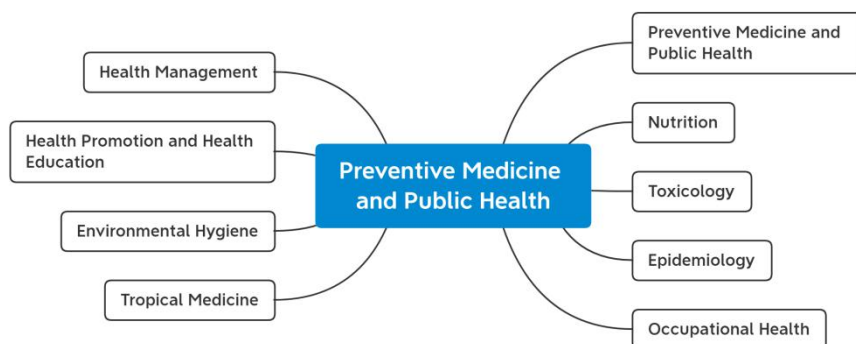 Preventive Medicine and
Public Health
Health Management
Nutrition
Health Promotion and Health
Education
Preventive Medicine
and Public Health
Toxicology
Environmental Hygiene
Epidemiology
Tropical Medicine
Occupational Health